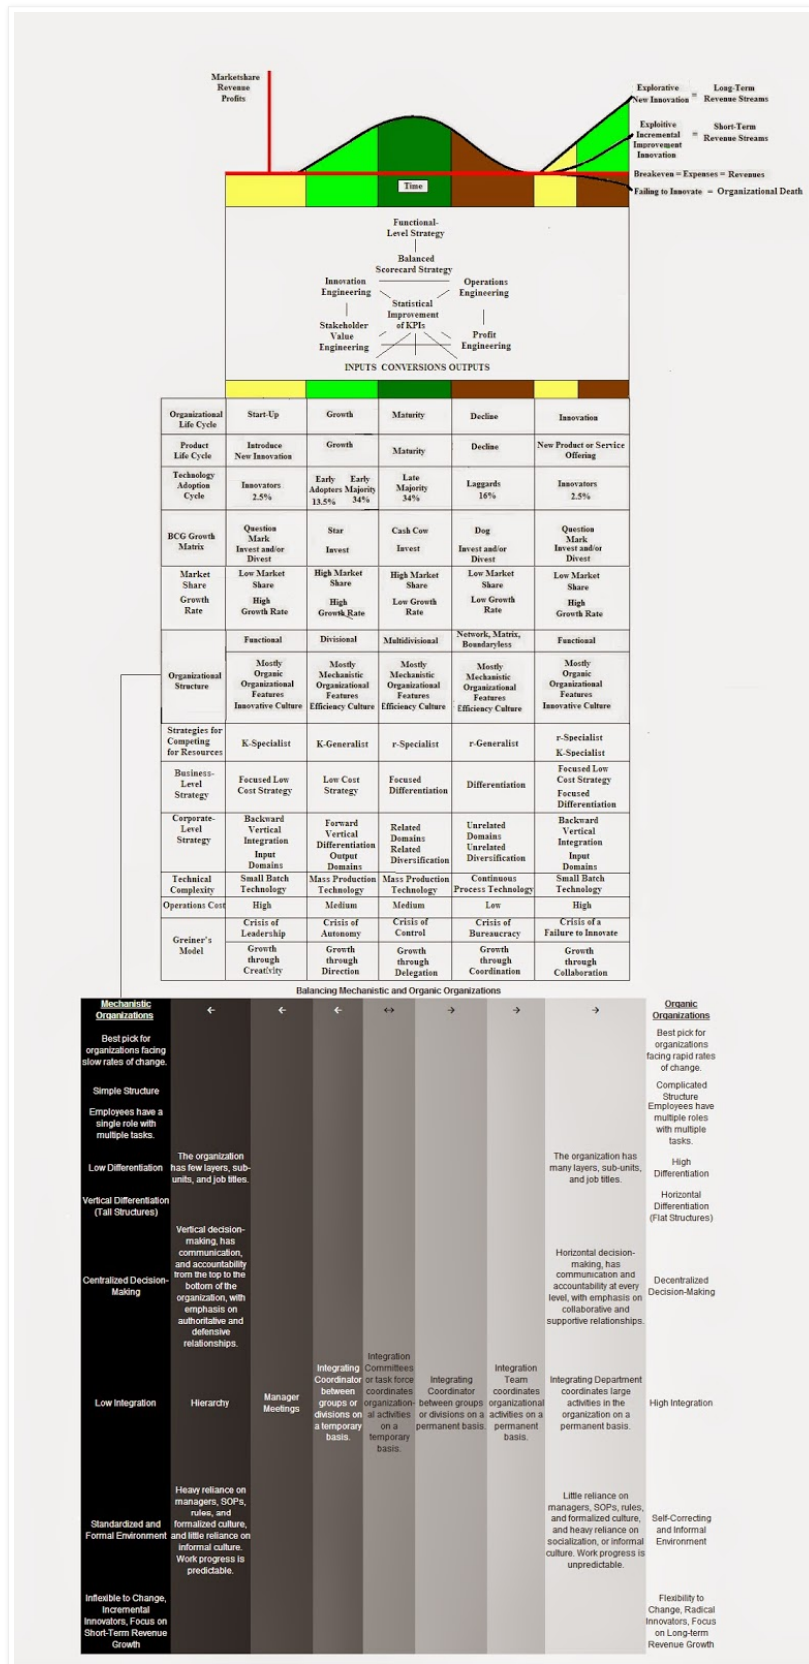 Marketshare
Revenue
Profits
Explorative
New Innovation = Long-Term
Revenue Streams
Exploitive
Incremental
Improvement
Innovation = Short-Term
Revenue Streams
Breakeven = Expenses = Revenues
Failing to Innovate = Organizational Death
Time
Functional-
Level Strategy
Balanced
Scorecard Strategy
Innovation
Engineering
Operations
Engineering
Statistical
Improvement
of KPIs
Stakeholder
Value
Engineering
Profit
Engineering
INPUTS CONVERSIONS OUTPUTS
Organizational
Life Cycle
Start-Up
Growth
Maturity
Decline
Innovation
Product
Life Cycle
Introduce
New Innovation
Growth
Maturity
Decline
New Product or Service
Offering
Technology
Adoption
Cycle
Innovators
2.5%
Early
Adopters
13.5%
Early
Majority
34%
Late
Majority
34%
Laggards
16%
Innovators
2.5%
BCG Growth
Matrix
Question
Mark
Invest and/or
Divest
Star
Invest
Cash Cow
Invest
Dog
Invest and/or
Divest
Question
Mark
Invest and/or
Divest
Market
Share
Growth
Rate
Low Market
Share
High
Growth Rate
High Market
Share
High
Growth Rate
High Market
Share
Low Growth
Rate
Low Market
Share
Low Growth
Rate
Low Market
Share
High
Growth Rate
Organizational
Structure
Functional
Divisional
Multidivisional
Network, Matrix,
Boundaryless
Functional
Mostly
Organic
Organizational
Features
Innovative Culture
Mostly
Mechanistic
Organizational
Features
Efficiency Culture
Mostly
Mechanistic
Organizational
Features
Efficiency Culture
Mostly
Mechanistic
Organizational
Features
Efficiency Culture
Mostly
Organic
Organizational
Features
Innovative Culture
Strategies for
Competing
for Resources
K-Specialist
K-Generalist
r-Specialist
r-Generalist
r-Specialist
K-Specialist
Business-
Level
Strategy
Focused Low
Cost Strategy
Low Cost
Strategy
Focused
Differentiation
Differentiation
Focused Low
Cost Strategy
Focused
Differentiation
Corporate-
Level
Strategy
Backward
Vertical
Integration
Input
Domains
Forward
Vertical
Differentiation
Output
Domains
Related
Domains
Related
Diversification
Unrelated
Domains
Unrelated
Diversification
Backward
Vertical
Integration
Input
Domains
Technical
Complexity
Small Batch
Technology
Mass Production
Technology
Mass Production
Technology
Continuous
Process Technology
Small Batch
Technology
Operations Cost
High
Medium
Medium
Low
High
Greiner's
Model
Crisis of
Leadership
Crisis of
Autonomy
Crisis of
Control
Crisis of
Bureaucracy
Crisis of a
Failure to Innovate
Growth
through
Creativity
Growth
through
Direction
Growth
through
Delegation
Growth
through
Coordination
Growth
through
Collaboration
Balancing Mechanistic and Organic Organizations
Mechanistic
Organizations
← ← ← ↔ → → →
Organic
Organizations
Best pick for
organizations facing
slow rates of change.
Best pick for
organizations
facing rapid rates
of change.
Simple Structure
Complicated
Structure
Employees have a
single role with
multiple tasks.
Employees have
multiple roles
with multiple
tasks.
Low Differentiation
The organization
has few layers, sub-
units, and job titles.
The organization has
many layers, sub-units,
and job titles.
High
Differentiation
Vertical Differentiation
(Tall Structures)
Horizontal
Differentiation
(Flat Structures)
Centralized Decision-
Making
Vertical decision-
making, has
communication,
and accountability
from the top to the
bottom of the
organization, with
emphasis on
authoritative and
defensive
relationships.
Horizontal decision-
making, has
communication and
accountability at every
level, with emphasis on
collaborative and
supportive relationships.
Decentralized
Decision-Making
Low Integration
Hierarchy
Manager
Meetings
Integrating
Coordinator
between
groups or
divisions on
a temporary
basis.
Integration
Committees
or task force
coordinates
organization-
al activities
on a
temporary
basis.
Integrating
Coordinator
between groups
or divisions on a
permanent basis.
Integration
Team
coordinates
organizational
activities on a
permanent
basis.
Integrating Department
coordinates large
activities in the
organization on a
permanent basis.
High Integration
Standardized and
Formal Environment
Heavy reliance on
managers, SOPs,
rules, and
formalized culture,
and little reliance on
informal culture.
Work progress is
predictable.
Little reliance on
managers, SOPs, rules,
and formalized culture,
and heavy reliance on
socialization, or informal
culture. Work progress is
unpredictable.
Self-Correcting
and Informal
Environment
Inflexible to Change,
Incremental
Innovators, Focus on
Short-Term Revenue
Growth
Flexibility to
Change, Radical
Innovators, Focus
on Long-term
Revenue Growth